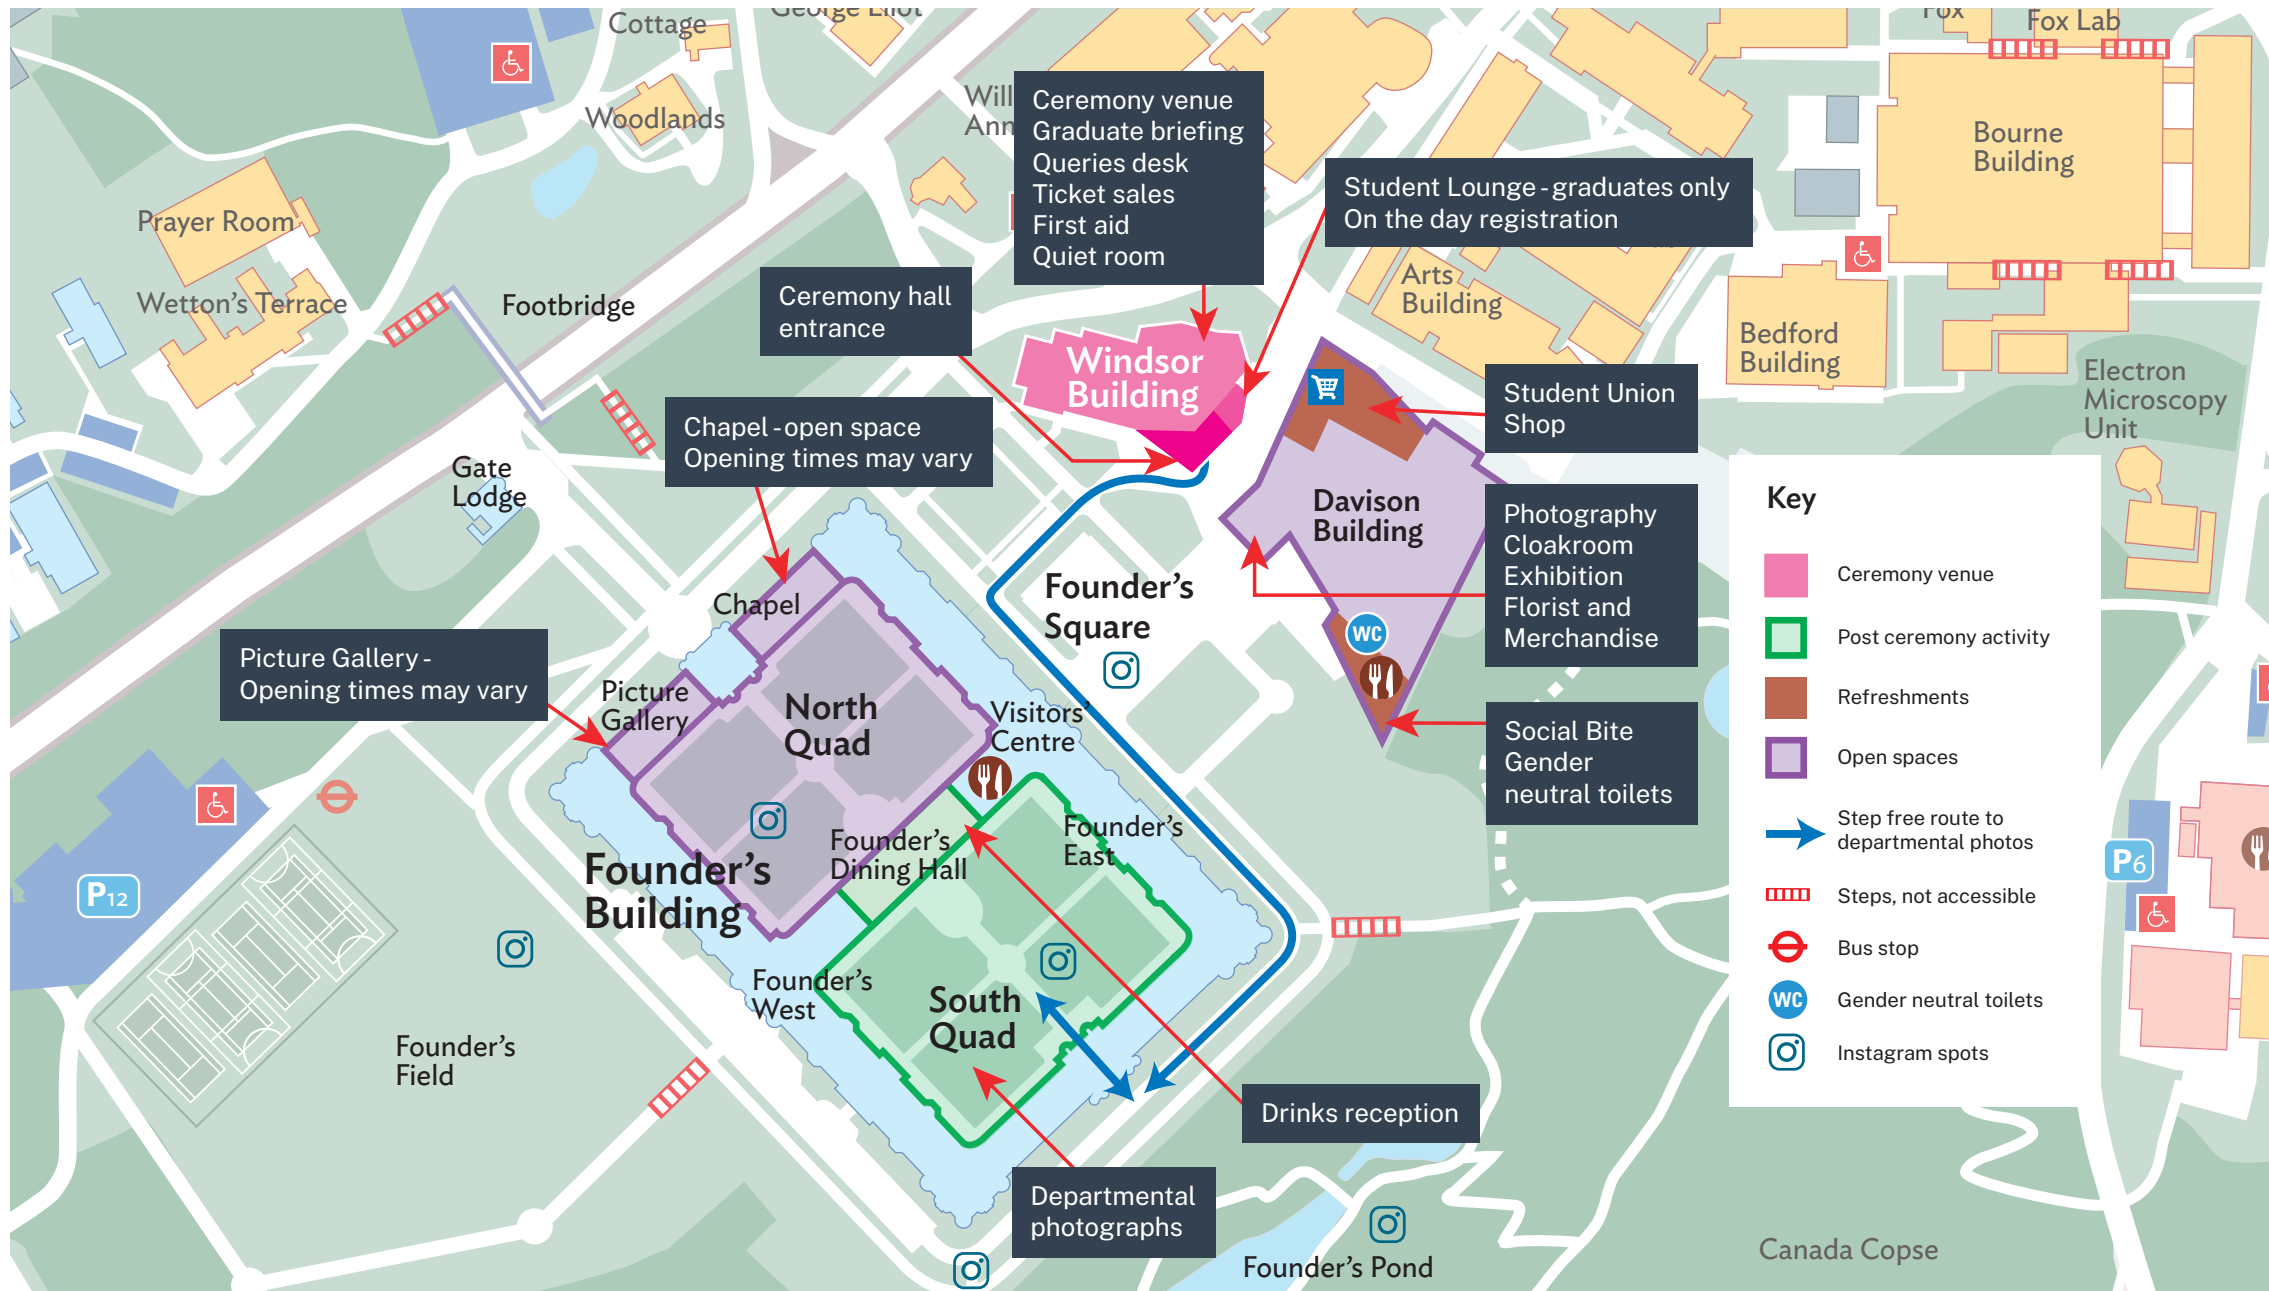 Cottage
George Eliot
Fox
Fox Lab
Woodlands
Ceremony venue
Graduate briefing
Queries desk
Ticket sales
First aid
Quiet room
Bourne
Building
Student Lounge - graduates only
On the day registration
Prayer Room
Wetton's Terrace
Footbridge
Ceremony hall
entrance
Arts
Building
Bedford
Building
Windsor
Building
Electron
Microscopy
Unit
Student Union
Shop
Chapel - open space
Opening times may vary
Gate
Lodge
Davison
Building
Photography
Cloakroom
Exhibition
Florist and
Merchandise
Founder's
Square
Chapel
WC
Picture Gallery -
Opening times may vary
Picture
Gallery
North
Quad
Visitors'
Centre
Social Bite
Gender
neutral toilets
Founder's
East
Founder's
Dining Hall
Founder's
Building
P12
P6
Founder's
West
South
Quad
Founder's
Field
Drinks reception
Departmental
photographs
Founder's Pond
Canada Copse
Key
Ceremony venue
Post ceremony activity
Refreshments
Open spaces
Step free route to
departmental photos
Steps, not accessible
Bus stop
WC
Gender neutral toilets
Instagram spots